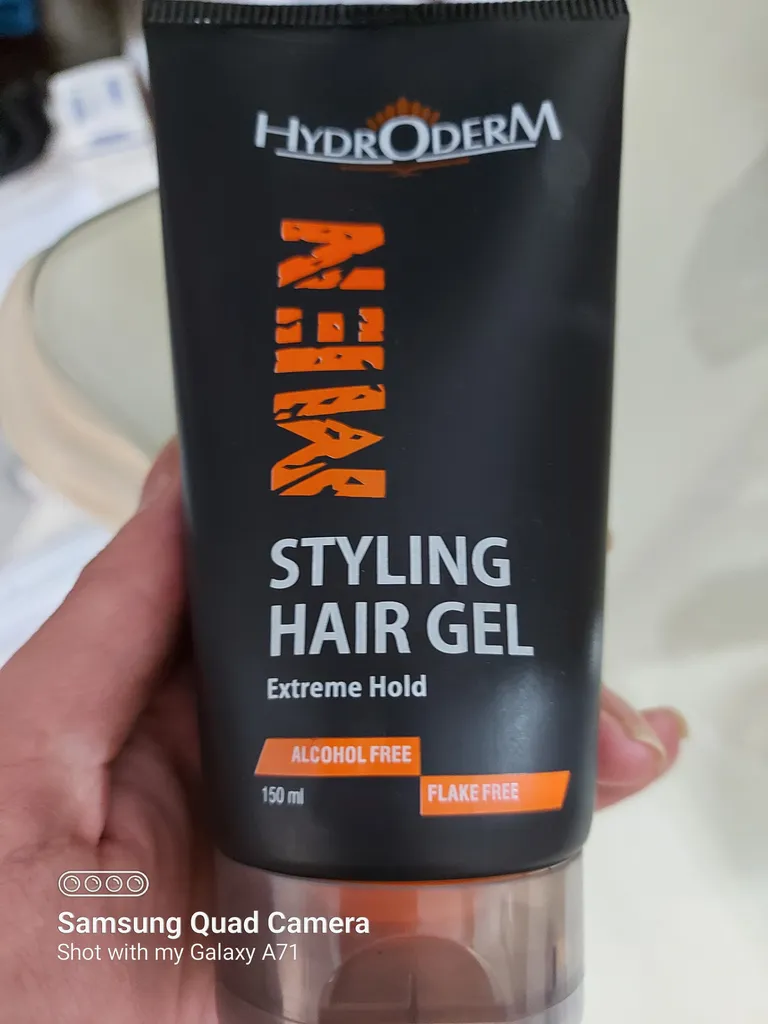 HYDRODERM
MEN
STYLING
HAIR GEL
Extreme Hold
ALCOHOL FREE
150 ml
FLAKE FREE
Samsung Quad Camera
Shot with my Galaxy A71